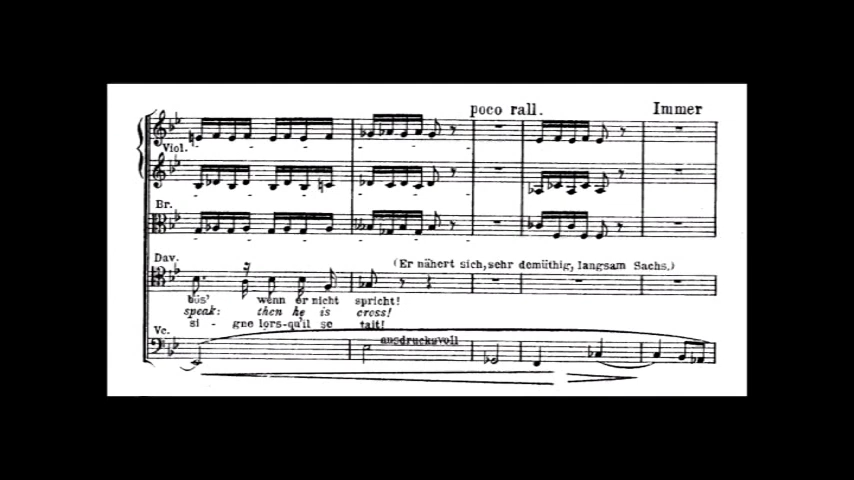 poco rall. Immer
Viol.
Br.
Dav. (Er nähert sich, sehr demüthig, langsam Sachs.)
bös' wenn er nicht spricht!
speak: then he is cross!
si - gne lors-qu'il se tait!
Vc. ausdrucksvoll